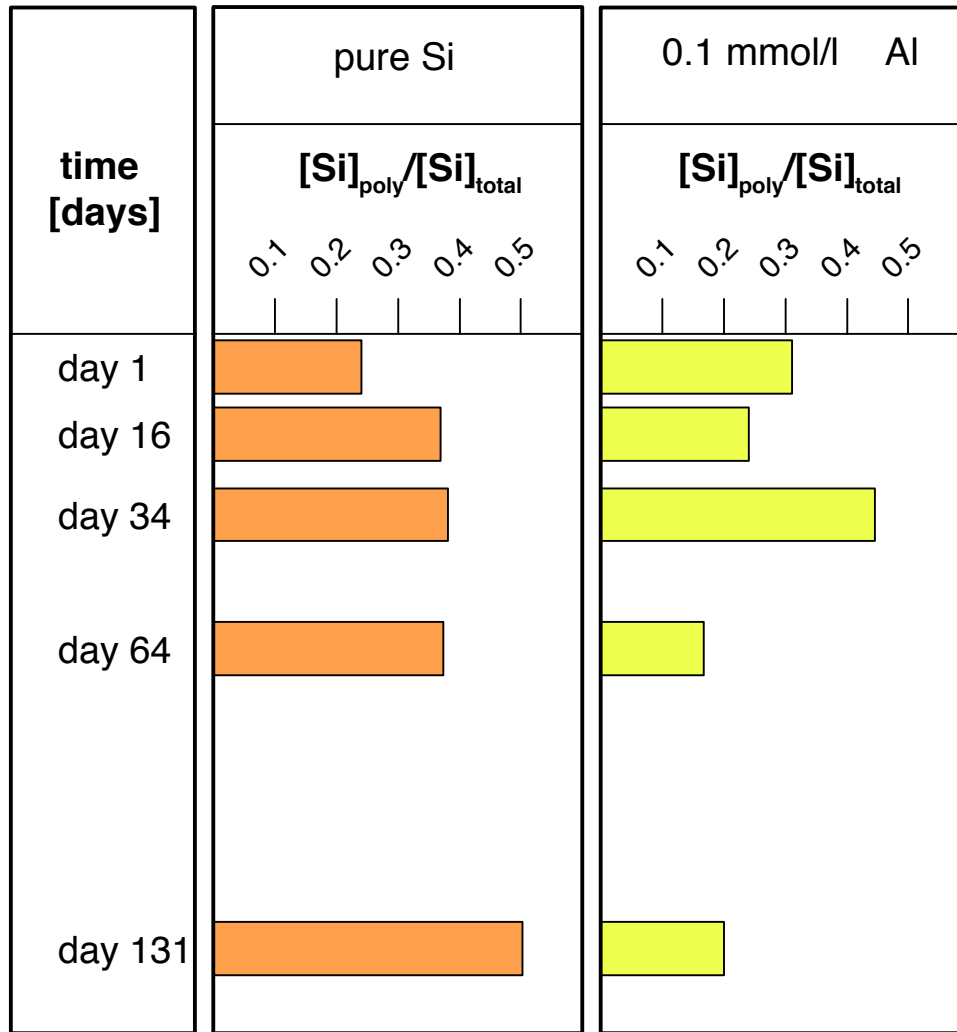 pure Si
0.1 mmol/l Al
time
[days]
[Si]poly/[Si]total
[Si]poly/[Si]total
0.1 0.2 0.3 0.4 0.5
0.1 0.2 0.3 0.4 0.5
day 1
day 16
day 34
day 64
day 131